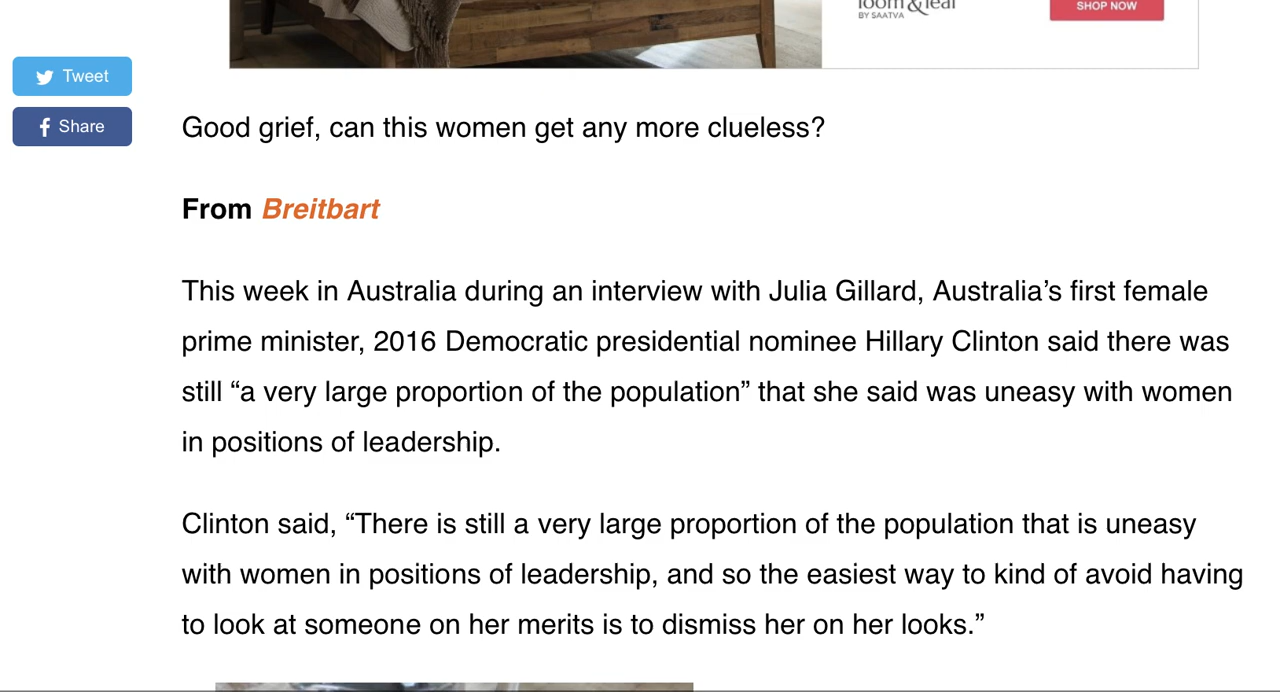 loom&leaf
BY SAATVA
SHOP NOW
Tweet
Share
Good grief, can this women get any more clueless?
From Breitbart
This week in Australia during an interview with Julia Gillard, Australia’s first female
prime minister, 2016 Democratic presidential nominee Hillary Clinton said there was
still “a very large proportion of the population” that she said was uneasy with women
in positions of leadership.
Clinton said, “There is still a very large proportion of the population that is uneasy
with women in positions of leadership, and so the easiest way to kind of avoid having
to look at someone on her merits is to dismiss her on her looks.”